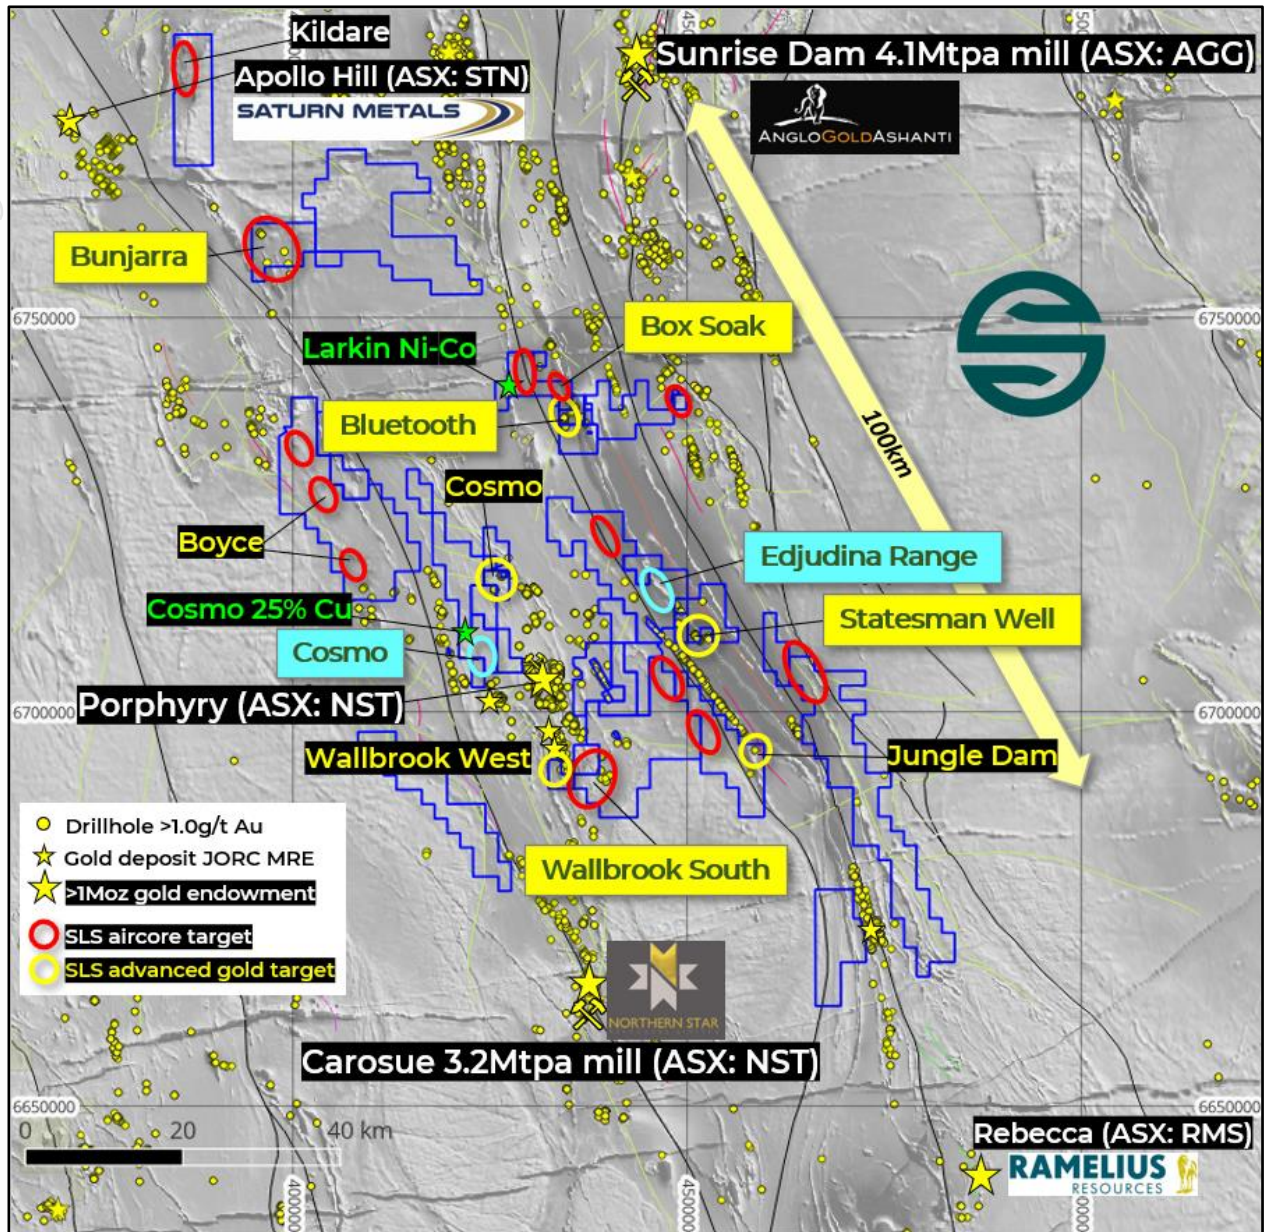 Kildare
Sunrise Dam 4.1Mtpa mill (ASX: AGG)
Apollo Hill (ASX: STN)
SATURN METALS
ANGLOGOLDASHANTI
Bunjarra
6750000
6750000
Box Soak
Larkin Ni-Co
Bluetooth
100km
Cosmo
Boyce
Edjudina Range
Cosmo 25% Cu
Statesman Well
Cosmo
Porphyry (ASX: NST)
6700000
6700000
Wallbrook West
Jungle Dam
Drillhole >1.0g/t Au
Gold deposit JORC MRE
>1Moz gold endowment
SLS aircore target
SLS advanced gold target
Wallbrook South
NORTHERN STAR
Carosue 3.2Mtpa mill (ASX: NST)
6650000
6650000
0 20 40 km
Rebecca (ASX: RMS)
RAMELIUS
RESOURCES